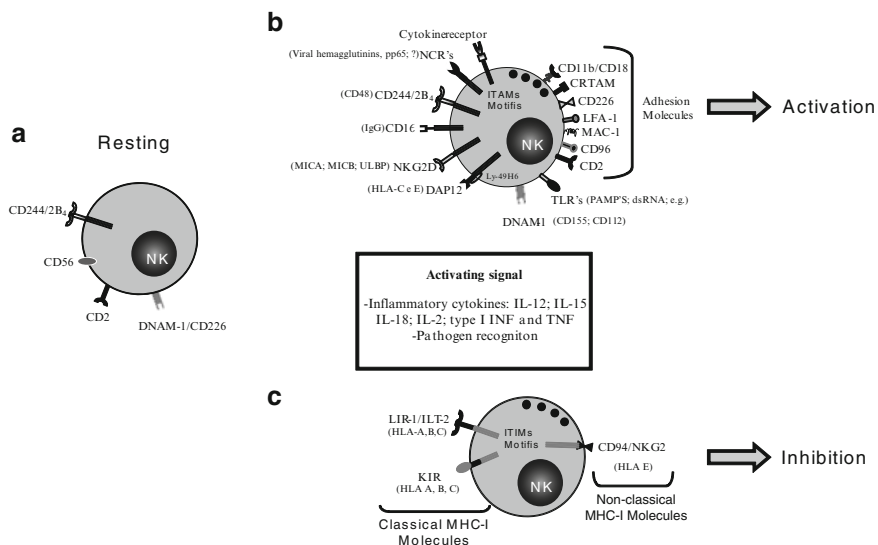 a
Resting
CD244/2B4
CD56
NK
CD2
DNAM-1/CD226
b
Cytokinereceptor
(Viral hemagglutinins, pp65; ?)NCR's
(CD48) CD244/2B4
(IgG)CD16
(MICA; MICB; ULBP) NKG2D
(HLA-C e E) DAP12
ITAMs
Motifis
NK
Ly-49H6
CD11b/CD18
CRTAM
CD226
LFA-1
MAC-1
CD96
CD2
Adhesion
Molecules
Activation
TLR's (PAMP'S; dsRNA; e.g.)
DNAM-1 (CD155; CD112)
Activating signal
-Inflammatory cytokines: IL-12; IL-15
IL-18; IL-2; type I INF and TNF
-Pathogen recogniton
c
LIR-1/ILT-2
(HLA-A,B,C)
KIR
(HLA A, B, C)
Classical MHC-I
Molecules
ITIMs
Motifis
NK
CD94/NKG2
(HLA E)
Non-classical
MHC-I Molecules
Inhibition